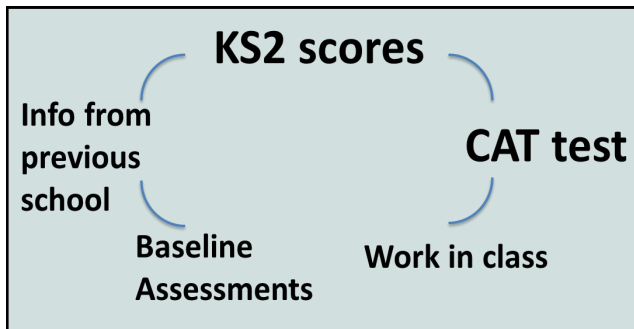 KS2 scores
Info from
previous
school
CAT test
Baseline
Assessments
Work in class